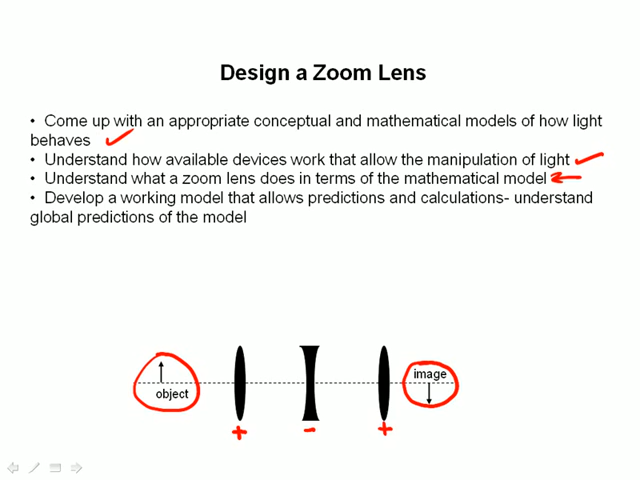 Design a Zoom Lens
• Come up with an appropriate conceptual and mathematical models of how light
behaves
• Understand how available devices work that allow the manipulation of light
• Understand what a zoom lens does in terms of the mathematical model
• Develop a working model that allows predictions and calculations- understand
global predictions of the model
object
image
+ - +